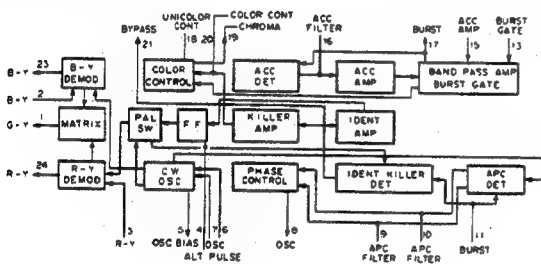 UNICOLOR
CONT
COLOR CONT
CHROMA
ACC
FILTER
ACC
AMP
BURST
GATE
BYPASS
BURST
21
18
20
19
16
17
15
13
23
B-Y
B-Y
DEMOD
COLOR
CONTROL
ACC
DET
ACC
AMP
BAND PASS AMP
BURST GATE
B-Y
2
G-Y
1
MATRIX
PAL
SW
F F
KILLER
AMP
IDENT
AMP
24
R-Y
R-Y
DEMOD
CW
OSC
PHASE
CONTROL
IDENT KILLER
DET
APC
DET
3
R-Y
5
4
7
6
8
9
10
11
OSC BIAS
OSC
ALT PULSE
OSC
APC
FILTER
APC
FILTER
BURST